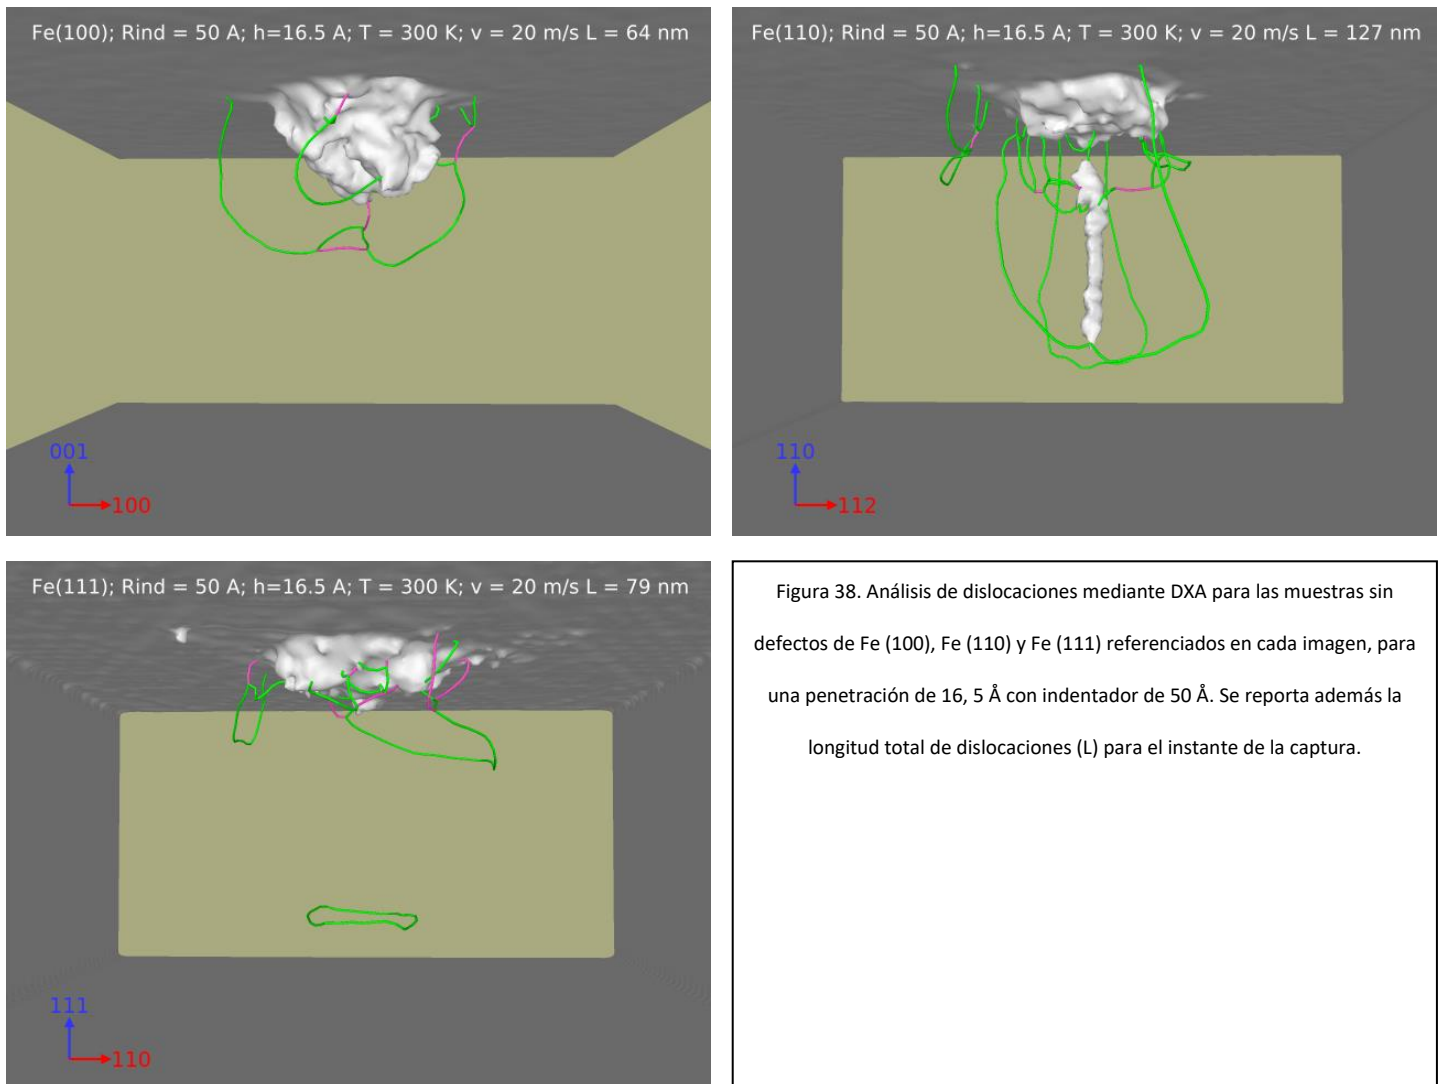 Fe(100); Rind = 50 A; h=16.5 A; T = 300 K; v = 20 m/s L = 64 nm
001
100
Fe(110); Rind = 50 A; h=16.5 A; T = 300 K; v = 20 m/s L = 127 nm
110
112
Fe(111); Rind = 50 A; h=16.5 A; T = 300 K; v = 20 m/s L = 79 nm
111
110
Figura 38. Análisis de dislocaciones mediante DXA para las muestras sin
defectos de Fe (100), Fe (110) y Fe (111) referenciados en cada imagen, para
una penetración de 16, 5 Å con indentador de 50 Å. Se reporta además la
longitud total de dislocaciones (L) para el instante de la captura.